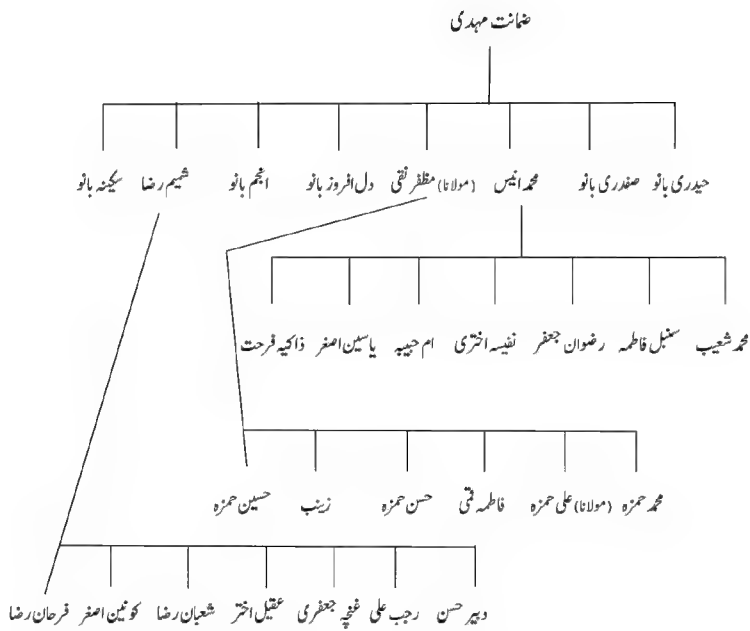 ضمانت مہدی
حیدری بانو صفدری بانو محمد انیس (مولانا) مظفر نقی دل افروز بانو انجم بانو شمیم رضا سکینہ بانو
محمد شعیب سنبل فاطمہ رضوان جعفر نفیسہ اختری ام حبیبہ یاسین اصغر ذاکیہ فرحت
محمد حمزہ (مولانا) علی حمزہ فاطمہ قمی حسن حمزہ زینب حسین حمزہ
دبیر حسن رجب علی غنچہ جعفری عقیل اختر شعبان رضا کونین اصغر فرحان رضا